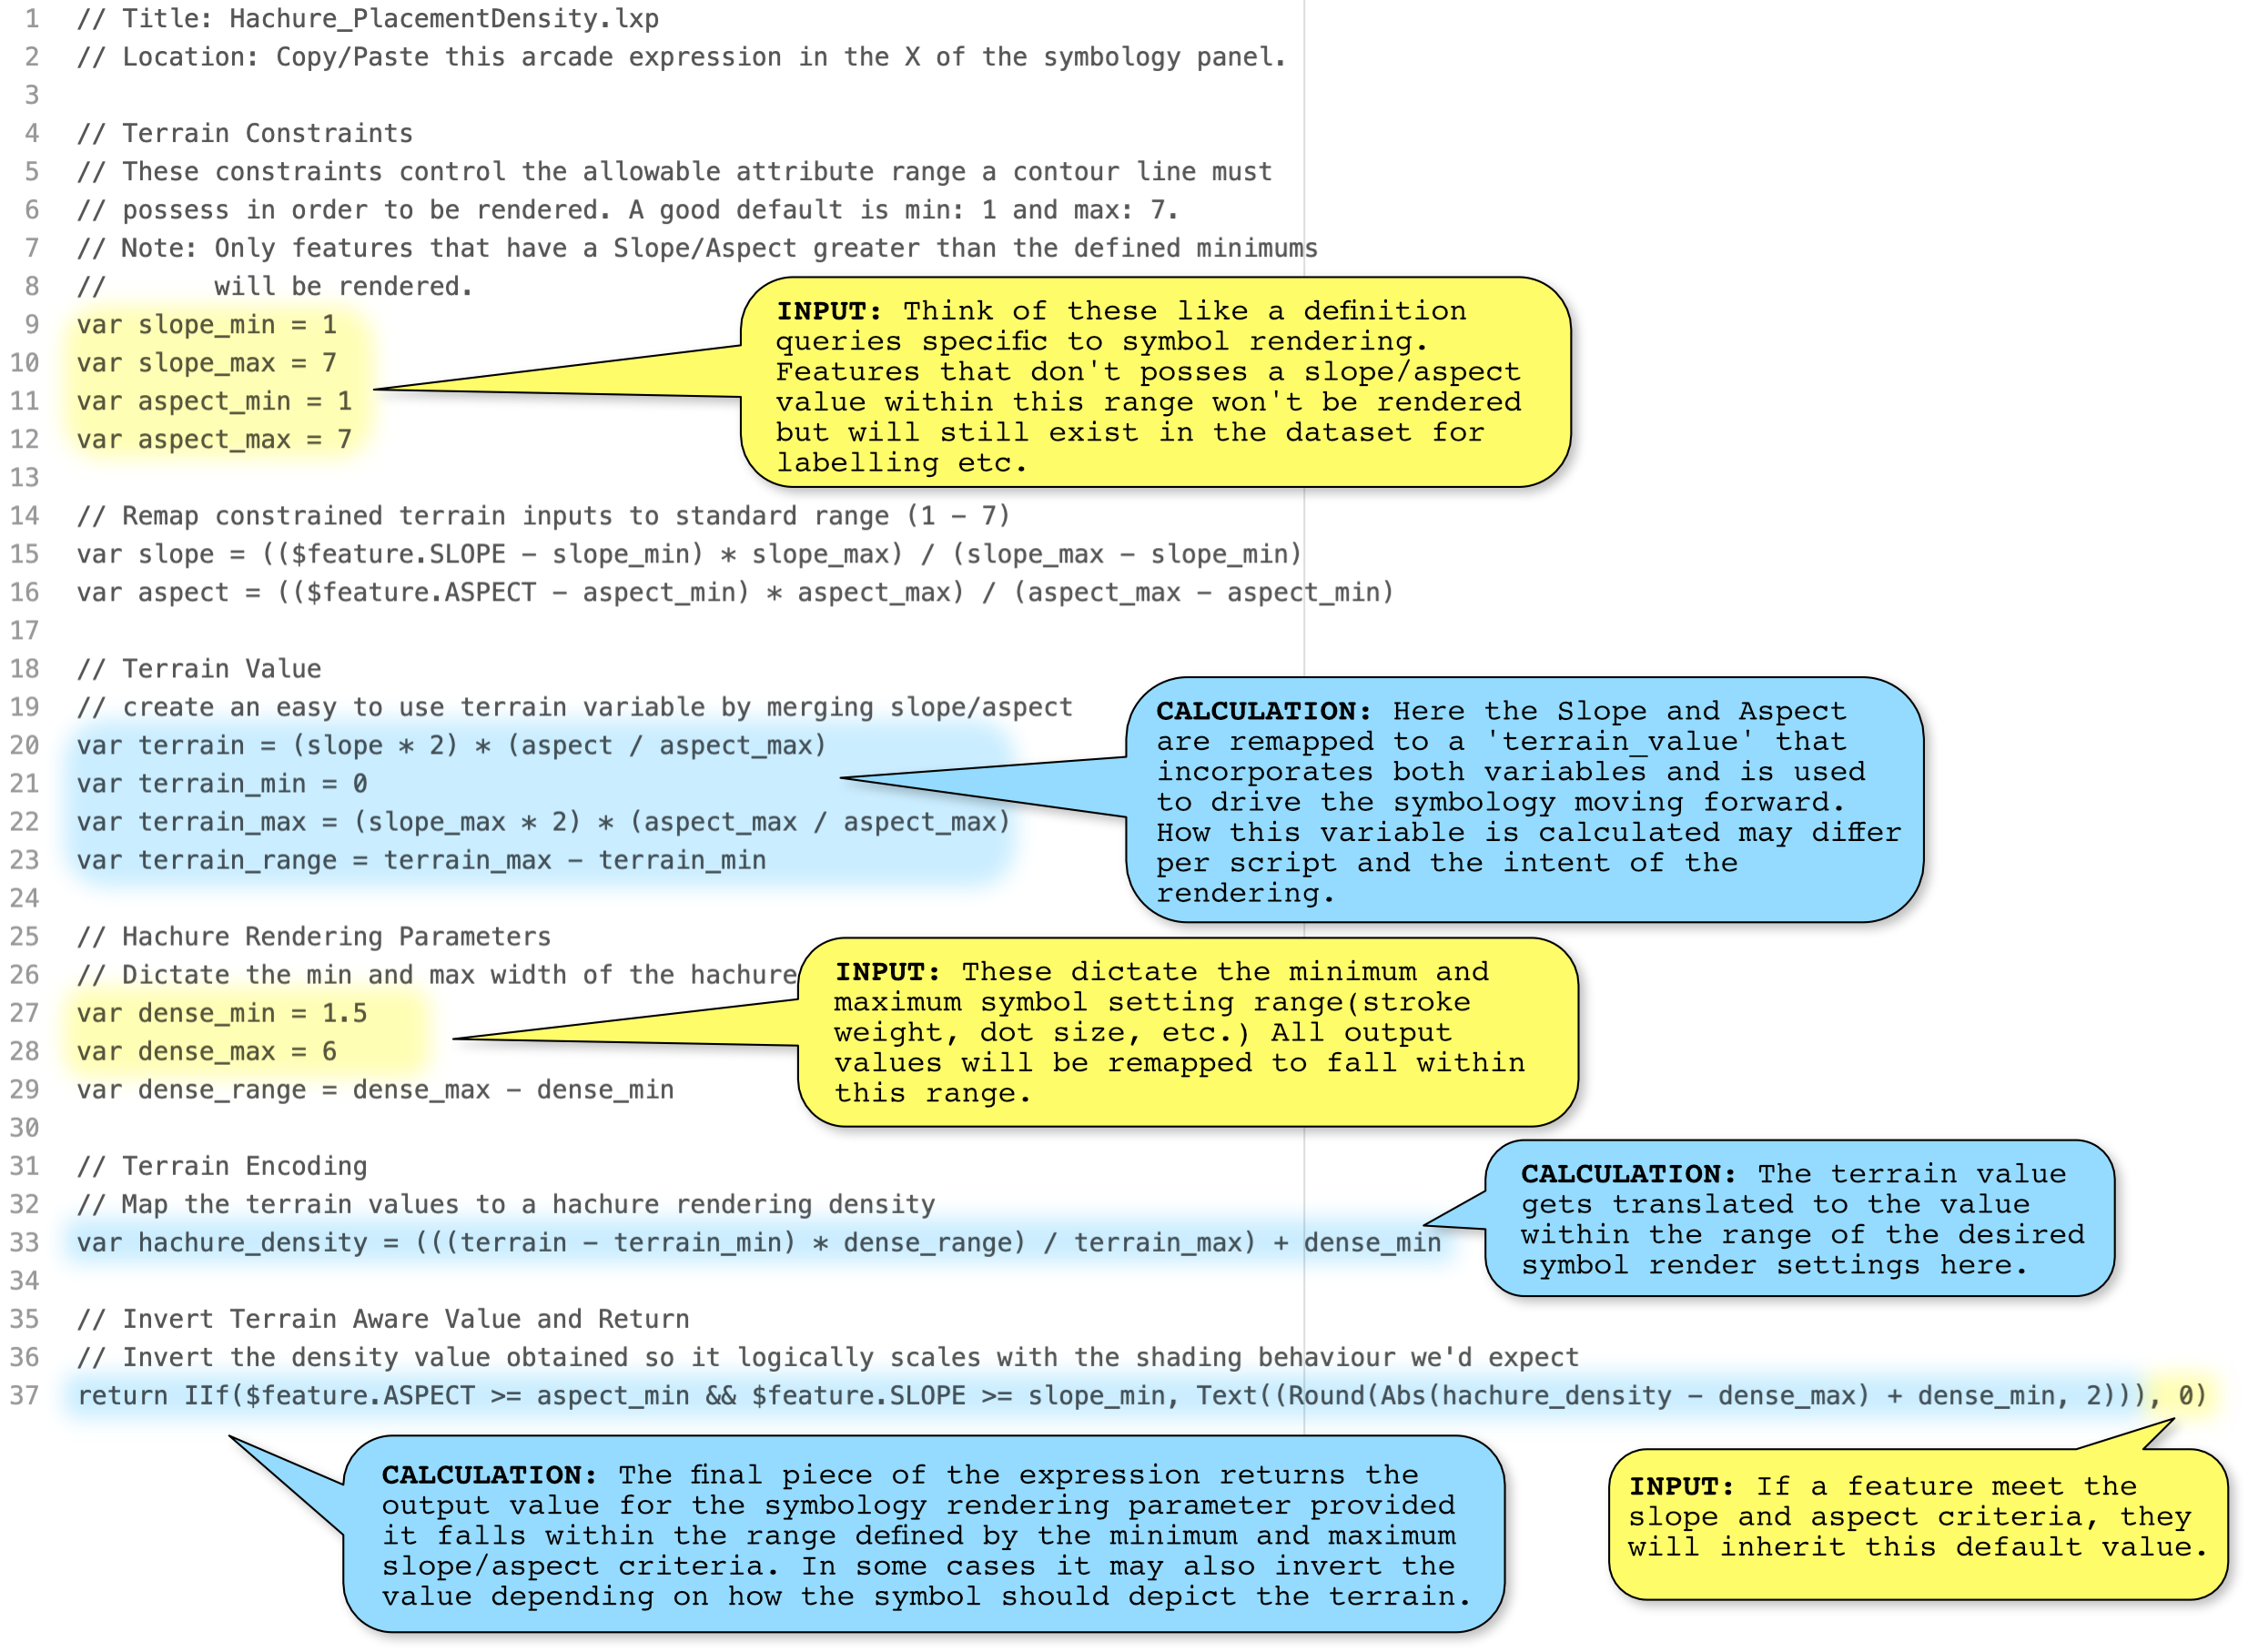 1 // Title: Hachure_PlacementDensity.lxp
2 // Location: Copy/Paste this arcade expression in the X of the symbology panel.
3
4 // Terrain Constraints
5 // These constraints control the allowable attribute range a contour line must
6 // possess in order to be rendered. A good default is min: 1 and max: 7.
7 // Note: Only features that have a Slope/Aspect greater than the defined minimums
8 //       will be rendered.
9 var slope_min = 1
10 var slope_max = 7
11 var aspect_min = 1
12 var aspect_max = 7
13
INPUT: Think of these like a definition
queries specific to symbol rendering.
Features that don't posses a slope/aspect
value within this range won't be rendered
but will still exist in the dataset for
labelling etc.
14 // Remap constrained terrain inputs to standard range (1 – 7)
15 var slope = (($feature.SLOPE – slope_min) * slope_max) / (slope_max – slope_min)
16 var aspect = (($feature.ASPECT – aspect_min) * aspect_max) / (aspect_max – aspect_min)
17
18 // Terrain Value
19 // create an easy to use terrain variable by merging slope/aspect
20 var terrain = (slope * 2) * (aspect / aspect_max)
21 var terrain_min = 0
22 var terrain_max = (slope_max * 2) * (aspect_max / aspect_max)
23 var terrain_range = terrain_max – terrain_min
24
CALCULATION: Here the Slope and Aspect
are remapped to a 'terrain_value' that
incorporates both variables and is used
to drive the symbology moving forward.
How this variable is calculated may differ
per script and the intent of the
rendering.
25 // Hachure Rendering Parameters
26 // Dictate the min and max width of the hachure
27 var dense_min = 1.5
28 var dense_max = 6
29 var dense_range = dense_max – dense_min
30
INPUT: These dictate the minimum and
maximum symbol setting range(stroke
weight, dot size, etc.) All output
values will be remapped to fall within
this range.
31 // Terrain Encoding
32 // Map the terrain values to a hachure rendering density
33 var hachure_density = (((terrain – terrain_min) * dense_range) / terrain_max) + dense_min
34
CALCULATION: The terrain value
gets translated to the value
within the range of the desired
symbol render settings here.
35 // Invert Terrain Aware Value and Return
36 // Invert the density value obtained so it logically scales with the shading behaviour we'd expect
37 return IIf($feature.ASPECT >= aspect_min && $feature.SLOPE >= slope_min, Text((Round(Abs(hachure_density – dense_max) + dense_min, 2))), 0)
CALCULATION: The final piece of the expression returns the
output value for the symbology rendering parameter provided
it falls within the range defined by the minimum and maximum
slope/aspect criteria. In some cases it may also invert the
value depending on how the symbol should depict the terrain.
INPUT: If a feature meet the
slope and aspect criteria, they
will inherit this default value.